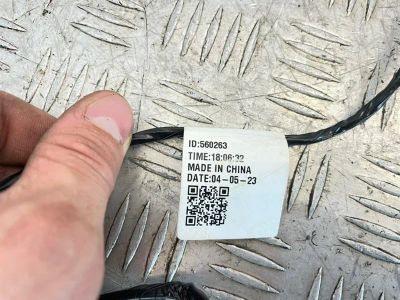 ID:560263
TIME:18:06:32
MADE IN CHINA
DATE:04-05-23